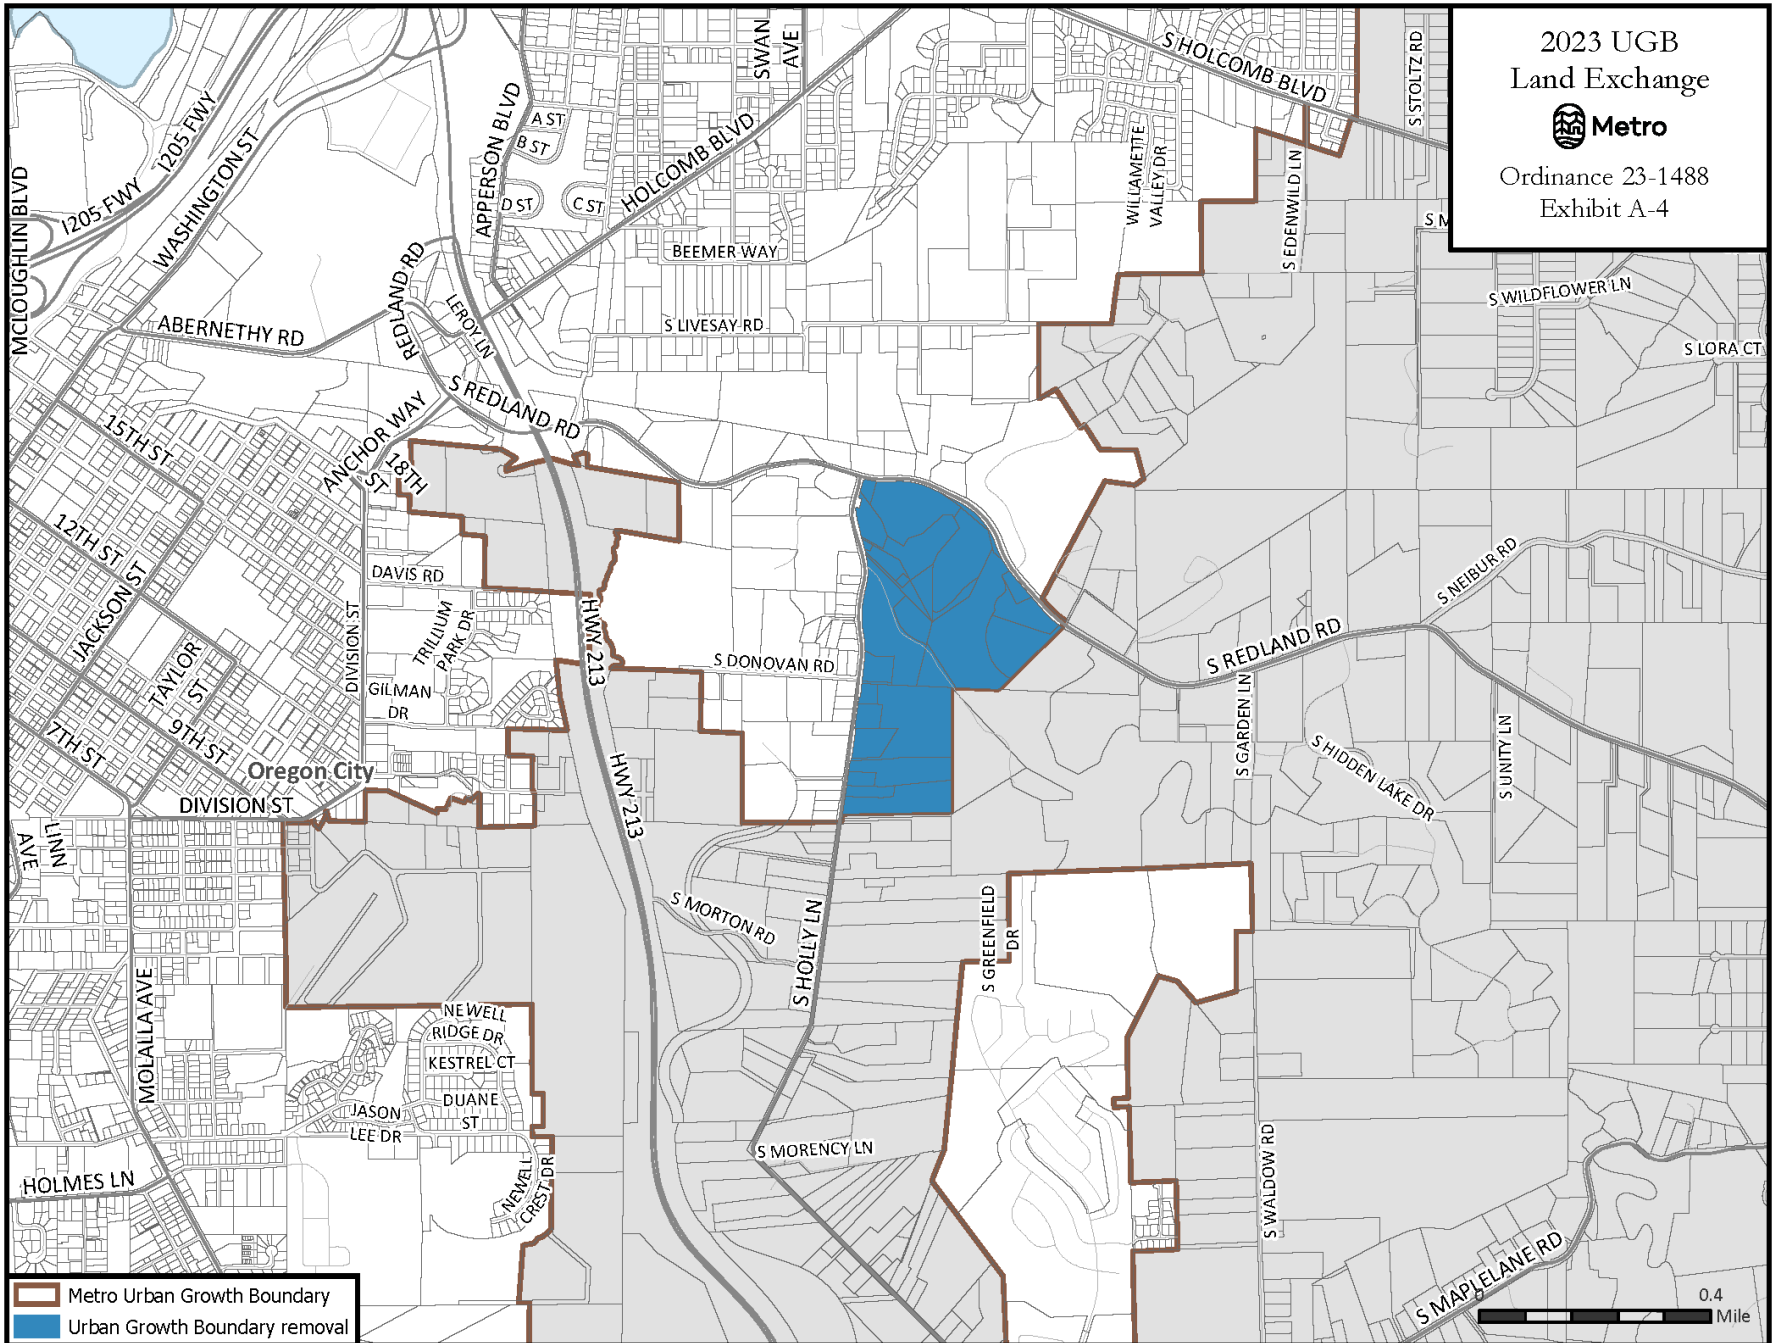 2023 UGB
Land Exchange
Metro
Ordinance 23-1488
Exhibit A-4
S HOLCOMB BLVD
S STOLTZ RD
SWAN
AVE
I205 FWY
I205 FWY
WASHINGTON ST
MCLOUGHLIN BLVD
APPERSON BLVD
A ST
B ST
D ST
C ST
HOLCOMB BLVD
BEEMER WAY
WILLAMETTE
VALLEY DR
S EDENWILD LN
S M
S WILDFLOWER LN
S LORA CT
ABERNETHY RD
REDLAND RD
LEROY LN
S LIVESAY RD
S REDLAND RD
ANCHOR WAY
18TH
ST
15TH ST
12TH ST
JACKSON ST
TAYLOR
ST
9TH ST
7TH ST
DIVISION ST
DAVIS RD
TRILLIUM
PARK DR
GILMAN
DR
HWY 213
HWY 213
S DONOVAN RD
S NEIBUR RD
S REDLAND RD
S GARDEN LN
S HIDDEN LAKE DR
S UNITY LN
Oregon City
DIVISION ST
LINN
AVE
MOLALLA AVE
S MORTON RD
S HOLLY LN
S GREENFIELD
DR
NEWELL
RIDGE DR
KESTREL CT
DUANE
ST
JASON
LEE DR
NEWELL
CREST DR
HOLMES LN
S MORENCY LN
S WALDOW RD
S MAPLELANE RD
Metro Urban Growth Boundary
Urban Growth Boundary removal
0
0.4
Mile